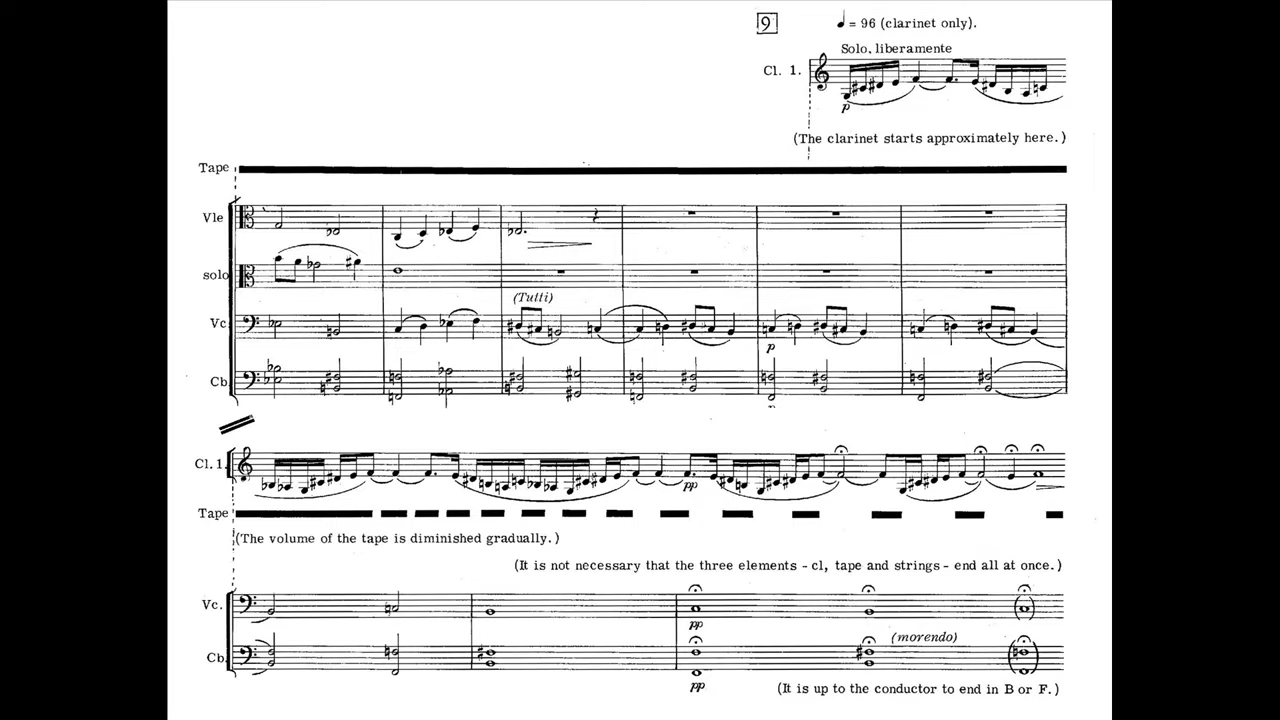 9
♩ = 96 (clarinet only).
Solo, liberamente
Cl. 1.
p
(The clarinet starts approximately here.)
Tape
Vle
solo
(Tutti)
Vc.
p
Cb.
Cl. 1.
pp
Tape
(The volume of the tape is diminished gradually.)
(It is not necessary that the three elements - cl, tape and strings - end all at once.)
Vc.
pp
(morendo)
Cb.
pp
(It is up to the conductor to end in B or F.)